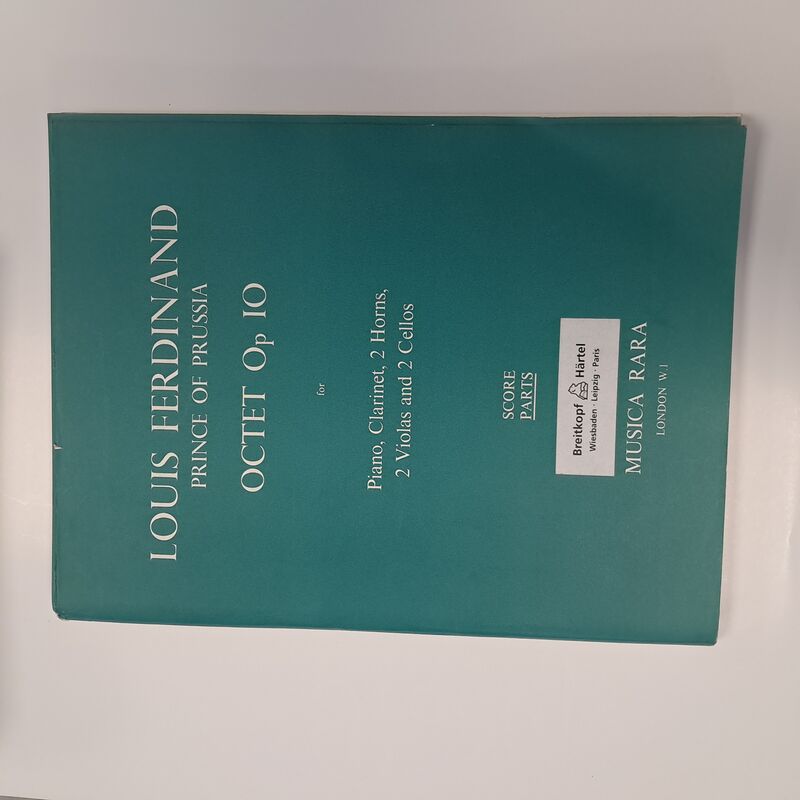 LOUIS FERDINAND
PRINCE OF PRUSSIA
OCTET Op 10
for
Piano, Clarinet, 2 Horns,
2 Violas and 2 Cellos
SCORE
PARTS
Breitkopf Härtel
Wiesbaden · Leipzig · Paris
MUSICA RARA
LONDON W.1